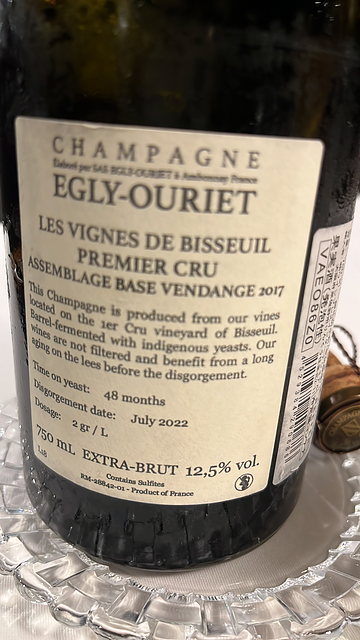 CHAMPAGNE
Elaboré par SAS EGLY-OURIET à Ambonnay France
EGLY-OURIET
LES VIGNES DE BISSEUIL
PREMIER CRU
ASSEMBLAGE BASE VENDANGE 2017
This Champagne is produced from our vines
located on the 1er Cru vineyard of Bisseuil.
Barrel-fermented with indigenous yeasts. Our
wines are not filtered and benefit from a long
aging on the lees before the disgorgement.
Time on yeast: 48 months
Disgorgement date: July 2022
Dosage: 2 gr / L
750 mL EXTRA-BRUT 12,5% vol.
L18
Contains Sulfites
RM-28842-01 - Product of France
VAE086Z0